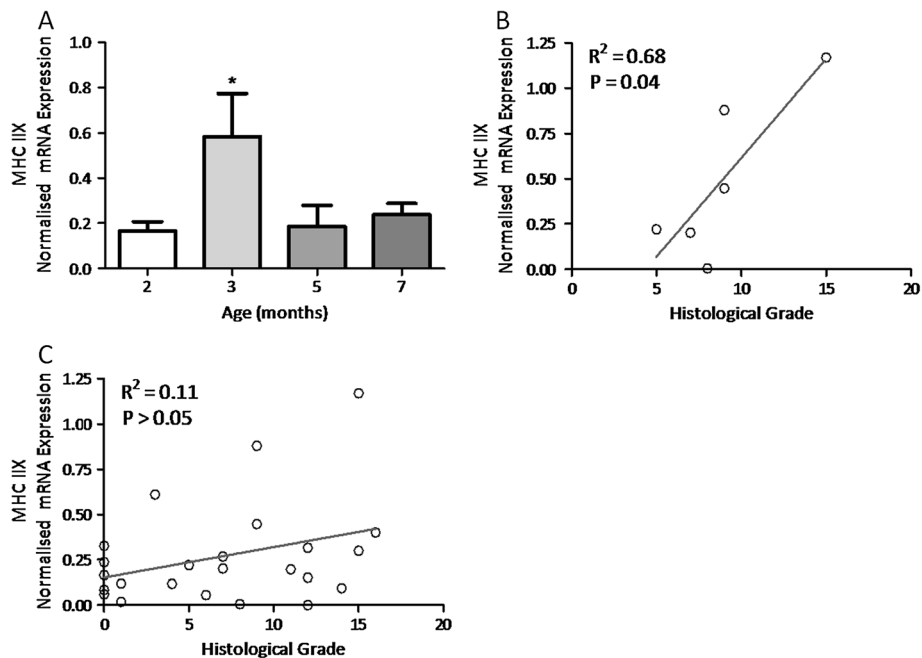 A
MHC IIX
Normalised mRNA Expression
1.0
0.8
0.6
0.4
0.2
0.0
*
2 3 5 7
Age (months)
B
MHC IIX
Normalised mRNA Expression
1.25
1.00
0.75
0.50
0.25
0.00
R² = 0.68
P = 0.04
0 5 10 15 20
Histological Grade
C
MHC IIX
Normalised mRNA Expression
1.25
1.00
0.75
0.50
0.25
0.00
R² = 0.11
P > 0.05
0 5 10 15 20
Histological Grade